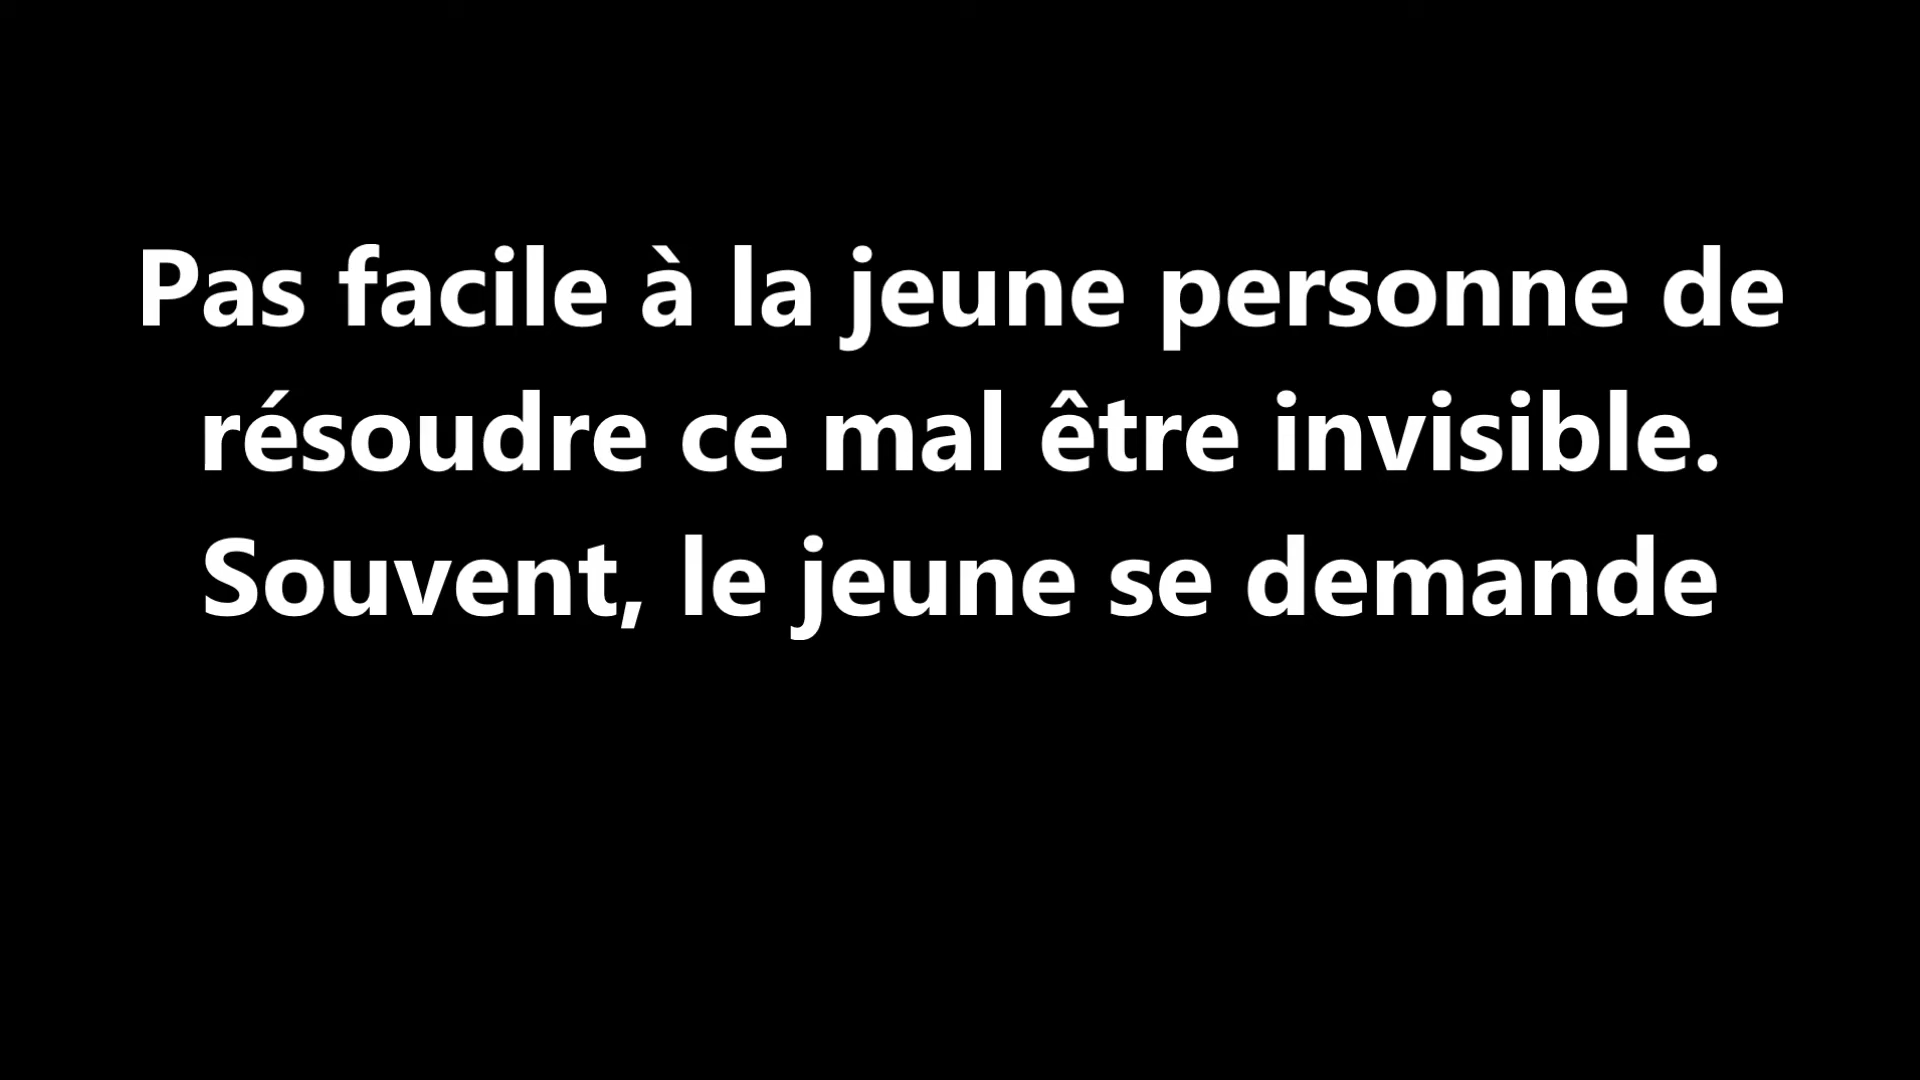 Pas facile à la jeune personne de
résoudre ce mal être invisible.
Souvent, le jeune se demande